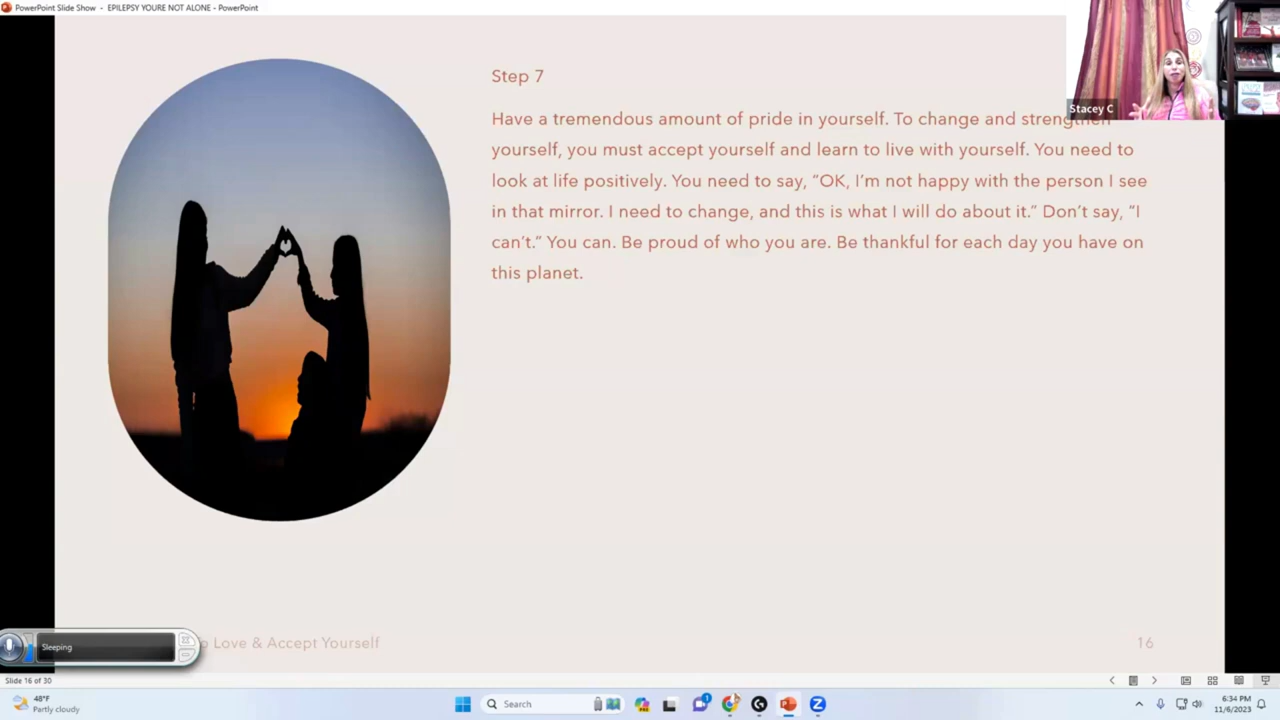 PowerPoint Slide Show - EPILEPSY YOURE NOT ALONE - PowerPoint
Stacey C
Step 7
Have a tremendous amount of pride in yourself. To change and strengthen
yourself, you must accept yourself and learn to live with yourself. You need to
look at life positively. You need to say, “OK, I’m not happy with the person I see
in that mirror. I need to change, and this is what I will do about it.” Don’t say, “I
can’t.” You can. Be proud of who you are. Be thankful for each day you have on
this planet.
Sleeping
Love & Accept Yourself
16
Slide 16 of 30
48°F
Partly cloudy
Search
1
6:34 PM
11/6/2023